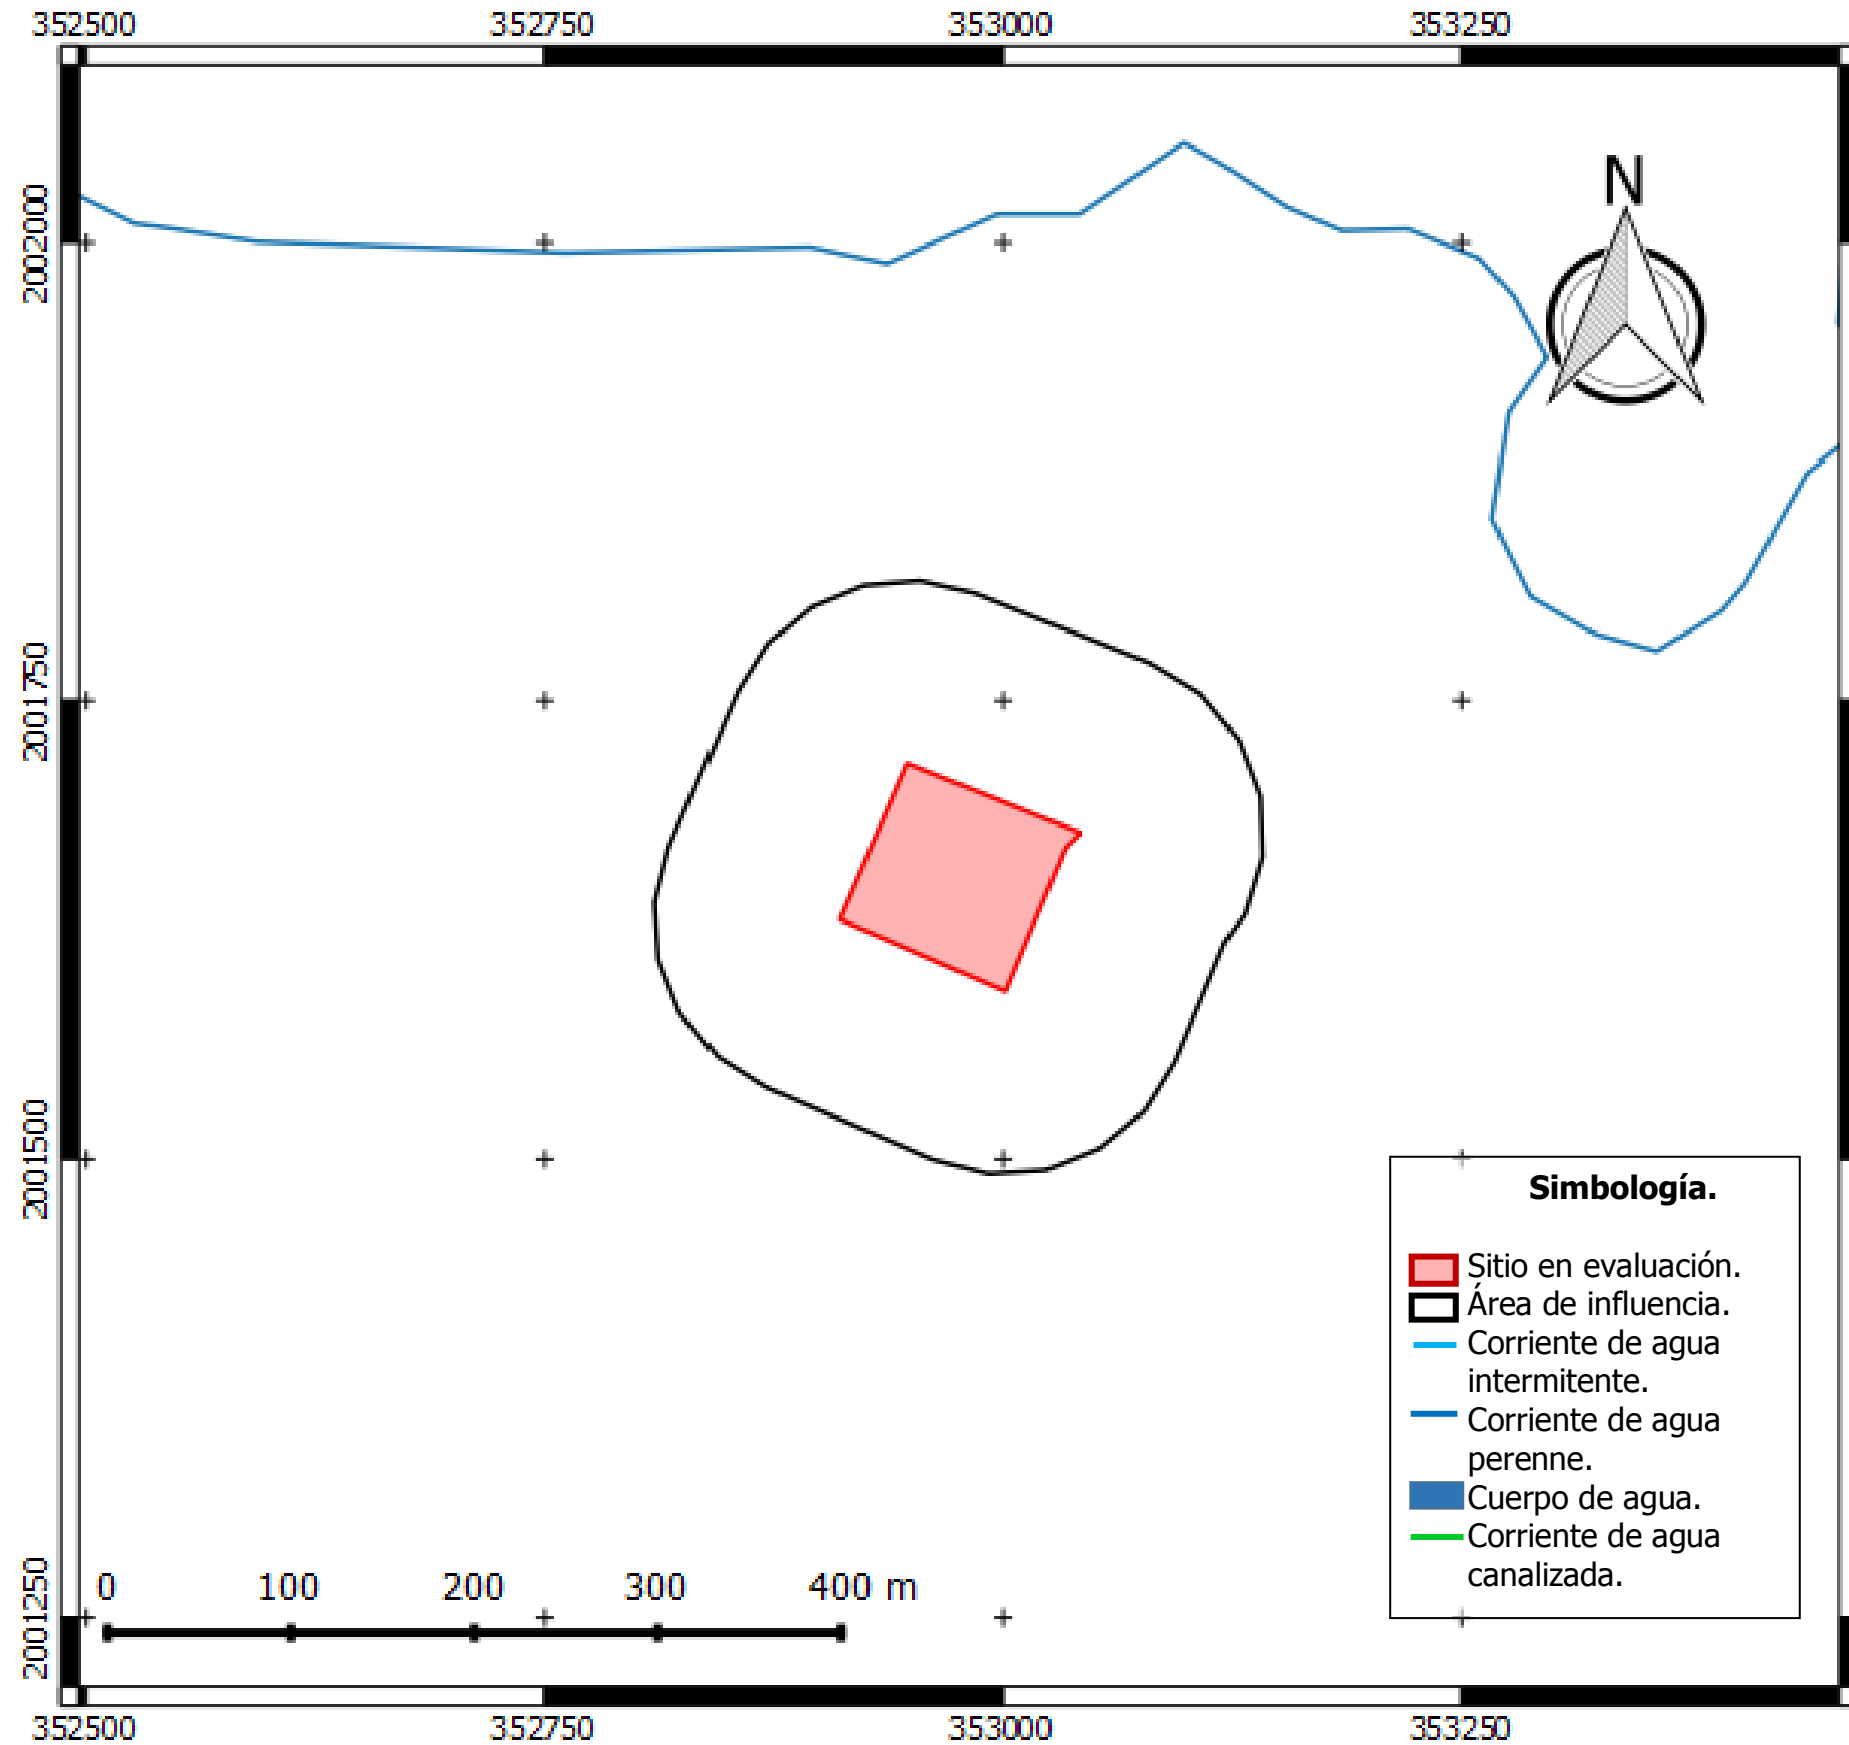 352500 352750 353000 353250
N
2002000
2001750
2001500
2001250
Simbología.
Sitio en evaluación.
Área de influencia.
Corriente de agua
intermitente.
Corriente de agua
perenne.
Cuerpo de agua.
Corriente de agua
canalizada.
0 100 200 300 400 m
352500 352750 353000 353250